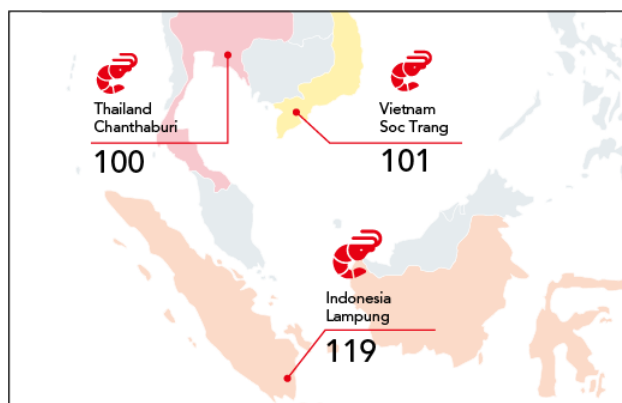 Thailand
Chanthaburi
100
Vietnam
Soc Trang
101
Indonesia
Lampung
119